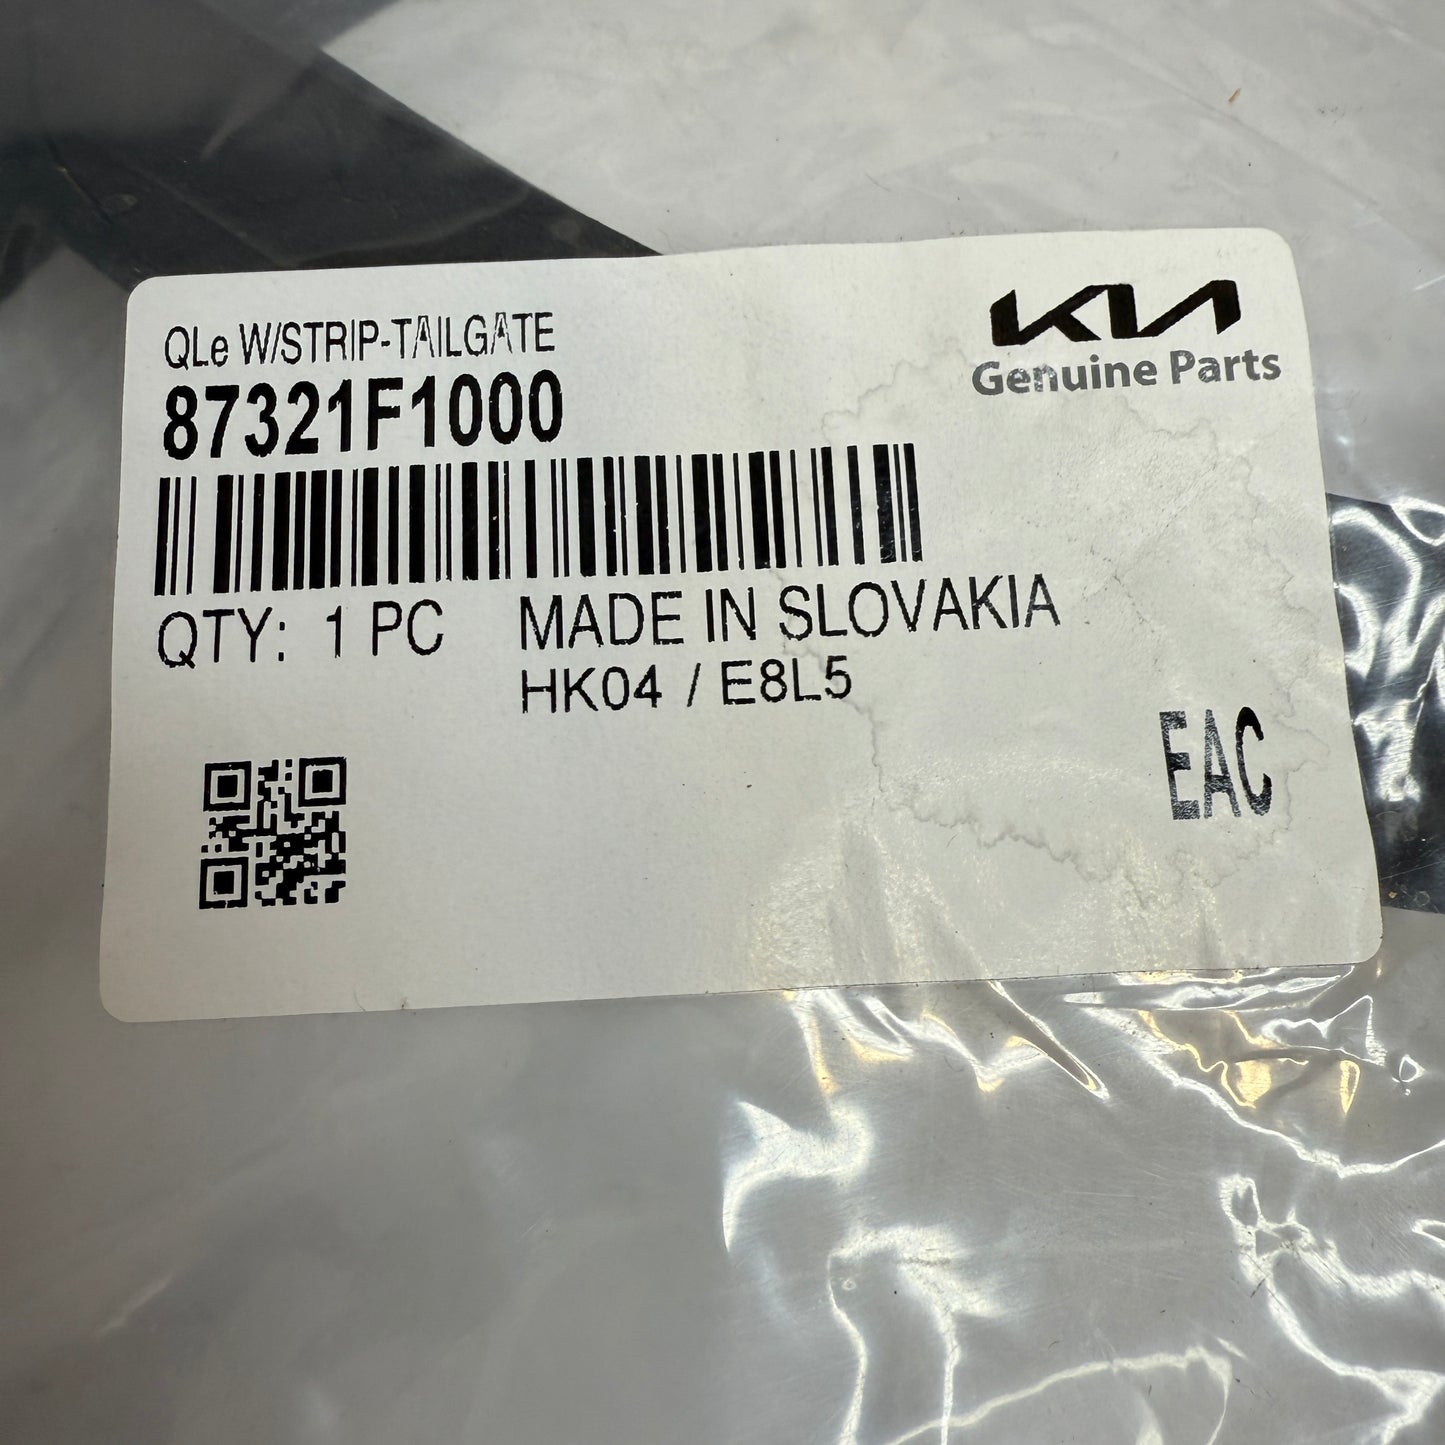 QLe W/STRIP-TAILGATE
87321F1000
KIA
Genuine Parts
QTY: 1 PC MADE IN SLOVAKIA
HK04 / E8L5
EAC